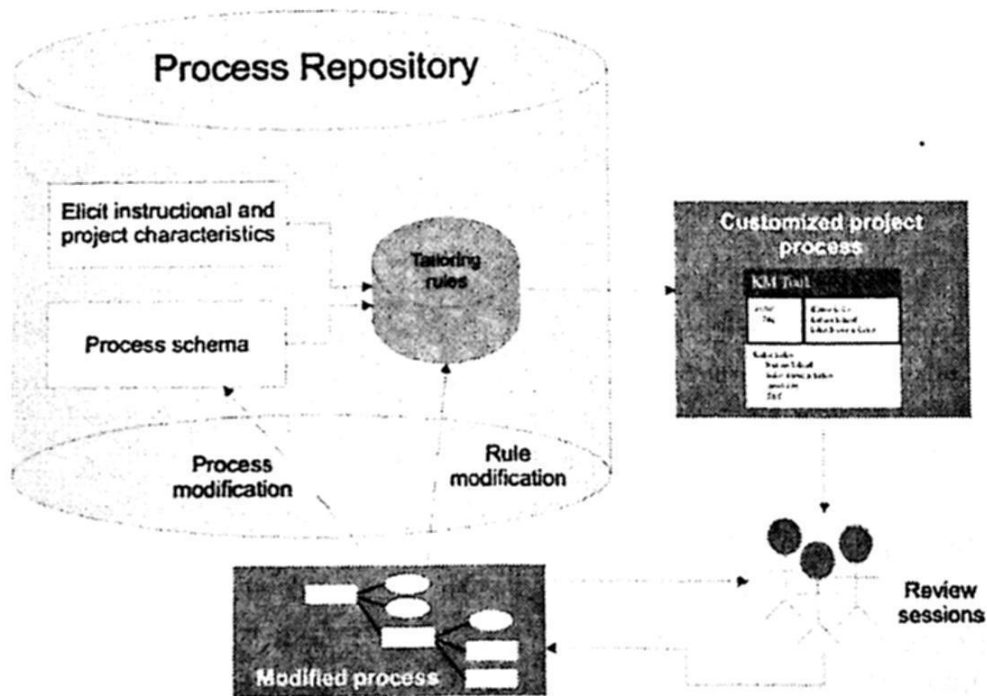 Process Repository
Elicit instructional and
project characteristics
Tailoring
rules
Process schema
Process
modification
Rule
modification
Customized project
process
KM Tool
Review
sessions
Modified process